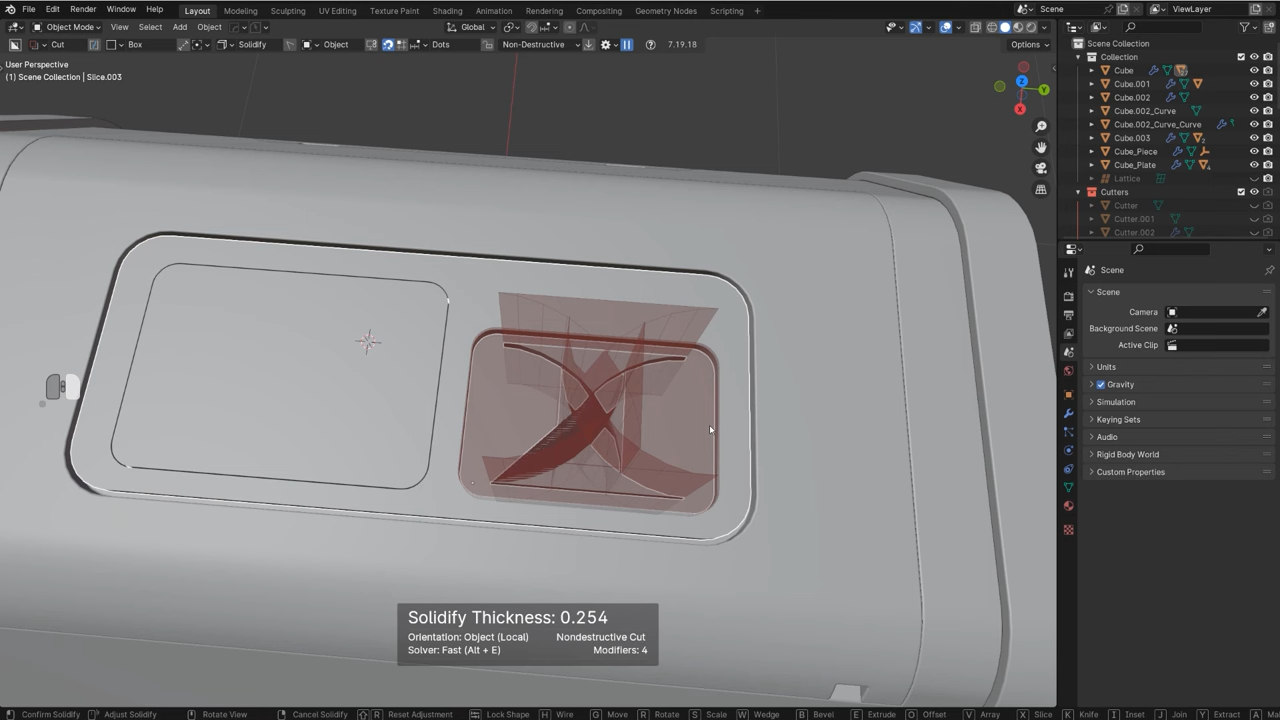 File Edit Render Window Help
Layout Modeling Sculpting UV Editing Texture Paint Shading Animation Rendering Compositing Geometry Nodes Scripting +
Scene
ViewLayer
Object Mode View Select Add Object
Global
Cut Box Solidify Object Dots Non-Destructive 7.19.18
Options
User Perspective
(1) Scene Collection | Slice.003
Z
Y
X
Solidify Thickness: 0.254
Orientation: Object (Local) Nondestructive Cut
Solver: Fast (Alt + E) Modifiers: 4
Scene Collection
Collection
Cube
Cube.001
Cube.002
Cube.002_Curve
Cube.002_Curve_Curve
Cube.003
Cube_Piece
Cube_Plate
Lattice
Cutters
Cutter
Cutter.001
Cutter.002
Scene
Scene
Camera
Background Scene
Active Clip
Units
Gravity
Simulation
Keying Sets
Audio
Rigid Body World
Custom Properties
Confirm Solidify Adjust Solidify Rotate View Cancel Solidify R Reset Adjustment Lock Shape H Wire G Move R Rotate S Scale W Wedge B Bevel E Extrude O Offset V Array X Slice K Knife I Inset J Join Y Extract A Ma